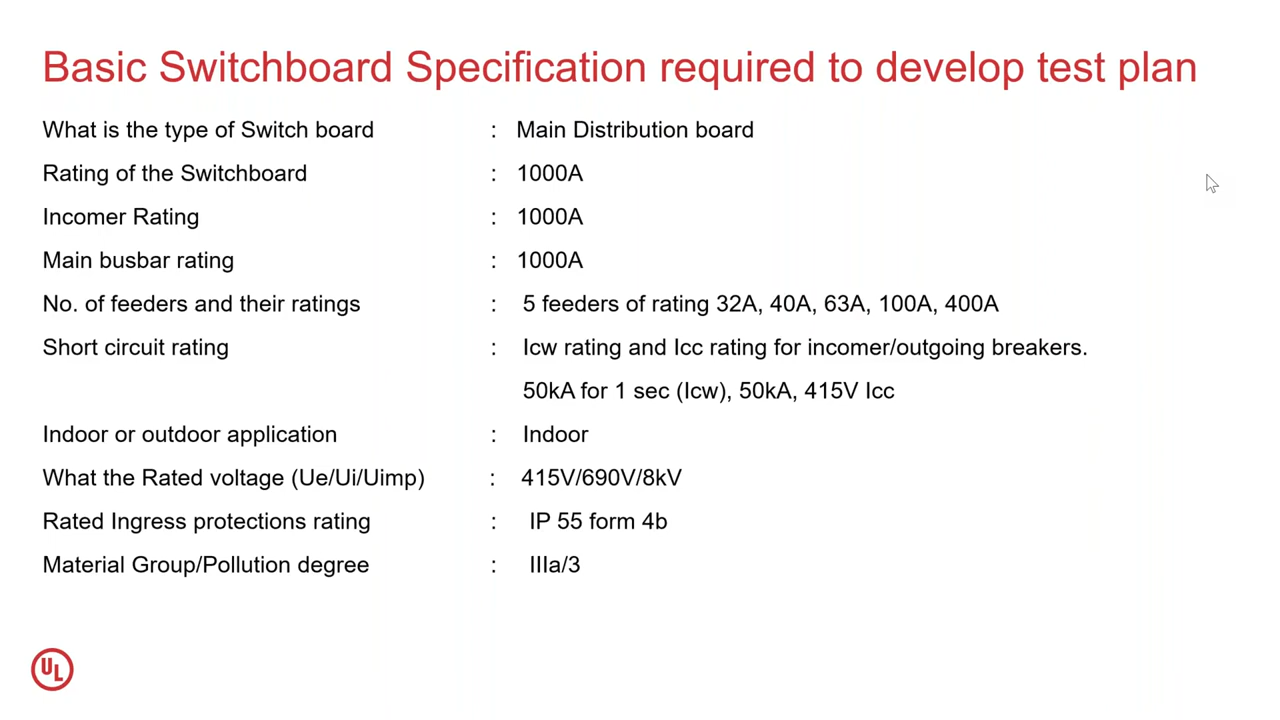 Basic Switchboard Specification required to develop test plan
What is the type of Switch board : Main Distribution board
Rating of the Switchboard : 1000A
Incomer Rating : 1000A
Main busbar rating : 1000A
No. of feeders and their ratings : 5 feeders of rating 32A, 40A, 63A, 100A, 400A
Short circuit rating : Icw rating and Icc rating for incomer/outgoing breakers.
50kA for 1 sec (Icw), 50kA, 415V Icc
Indoor or outdoor application : Indoor
What the Rated voltage (Ue/Ui/Uimp) : 415V/690V/8kV
Rated Ingress protections rating : IP 55 form 4b
Material Group/Pollution degree : IIIa/3
UL